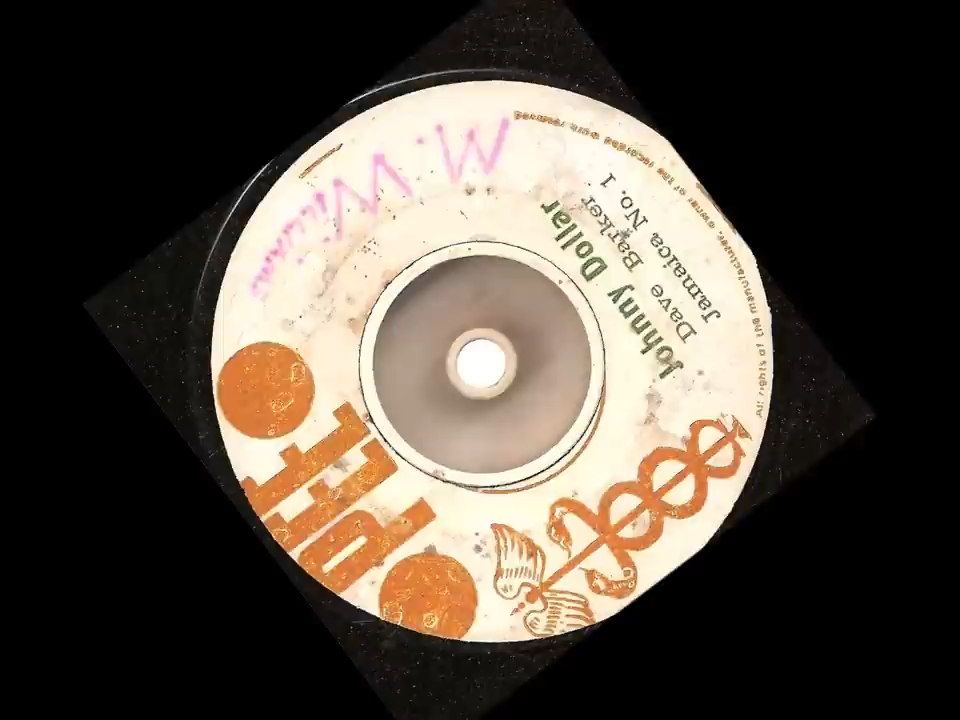 M. Williams
All rights of the manufacturer, owner of the recorded work reserved
Johnny Dollar
Dave Barker
Jamaica No. 1